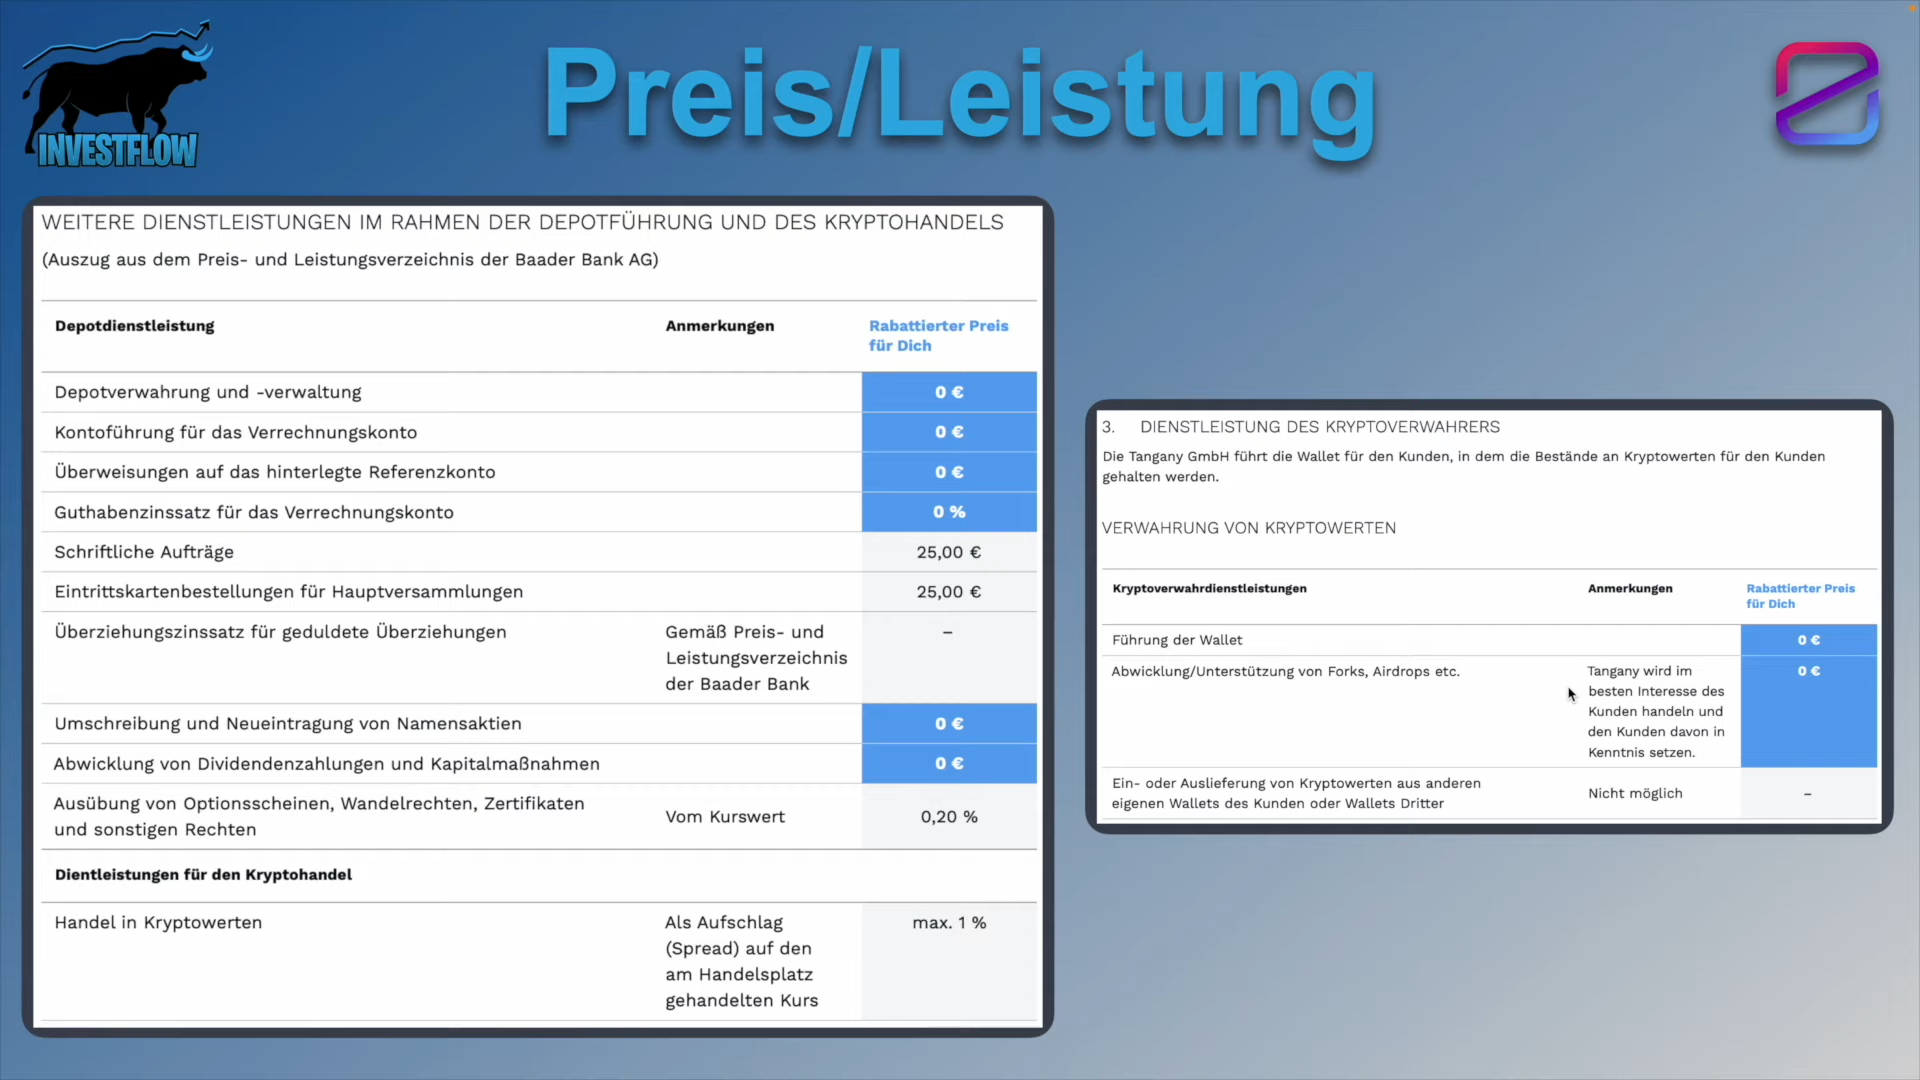 INVESTFLOW
Preis/Leistung
WEITERE DIENSTLEISTUNGEN IM RAHMEN DER DEPOTFÜHRUNG UND DES KRYPTOHANDELS
(Auszug aus dem Preis- und Leistungsverzeichnis der Baader Bank AG)
Depotdienstleistung Anmerkungen Rabattierter Preis
für Dich
Depotverwahrung und -verwaltung 0 €
Kontoführung für das Verrechnungskonto 0 €
Überweisungen auf das hinterlegte Referenzkonto 0 €
Guthabenzinssatz für das Verrechnungskonto 0 %
Schriftliche Aufträge 25,00 €
Eintrittskartenbestellungen für Hauptversammlungen 25,00 €
Überziehungszinssatz für geduldete Überziehungen Gemäß Preis- und –
Leistungsverzeichnis
der Baader Bank
Umschreibung und Neueintragung von Namensaktien 0 €
Abwicklung von Dividendenzahlungen und Kapitalmaßnahmen 0 €
Ausübung von Optionsscheinen, Wandelrechten, Zertifikaten
und sonstigen Rechten Vom Kurswert 0,20 %
Dientleistungen für den Kryptohandel
Handel in Kryptowerten Als Aufschlag max. 1 %
(Spread) auf den
am Handelsplatz
gehandelten Kurs
3. DIENSTLEISTUNG DES KRYPTOVERWAHRERS
Die Tangany GmbH führt die Wallet für den Kunden, in dem die Bestände an Kryptowerten für den Kunden
gehalten werden.
VERWAHRUNG VON KRYPTOWERTEN
Kryptoverwahrdienstleistungen Anmerkungen Rabattierter Preis
für Dich
Führung der Wallet 0 €
Abwicklung/Unterstützung von Forks, Airdrops etc. Tangany wird im 0 €
besten Interesse des
Kunden handeln und
den Kunden davon in
Kenntnis setzen.
Ein- oder Auslieferung von Kryptowerten aus anderen
eigenen Wallets des Kunden oder Wallets Dritter Nicht möglich –